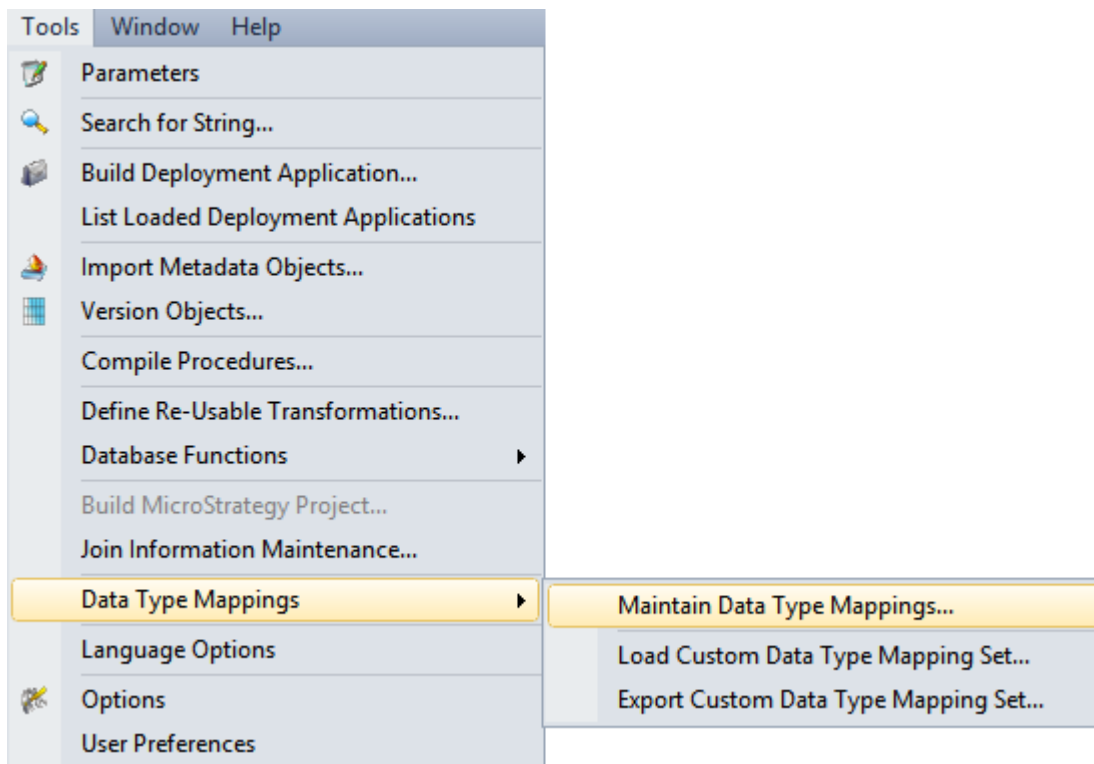 Tools Window Help
Parameters
Search for String...
Build Deployment Application...
List Loaded Deployment Applications
Import Metadata Objects...
Version Objects...
Compile Procedures...
Define Re-Usable Transformations...
Database Functions
Build MicroStrategy Project...
Join Information Maintenance...
Data Type Mappings
Maintain Data Type Mappings...
Load Custom Data Type Mapping Set...
Export Custom Data Type Mapping Set...
Language Options
Options
User Preferences